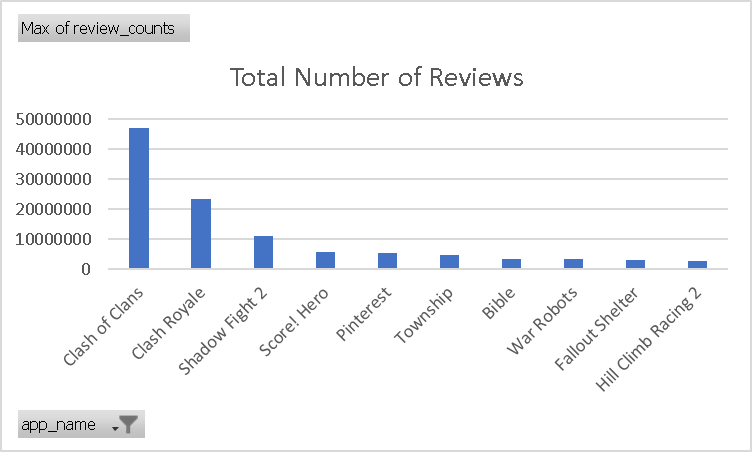 Max of review_counts
Total Number of Reviews
50000000
40000000
30000000
20000000
10000000
0
Clash of Clans
Clash Royale
Shadow Fight 2
Score! Hero
Pinterest
Township
Bible
War Robots
Fallout Shelter
Hill Climb Racing 2
app_name